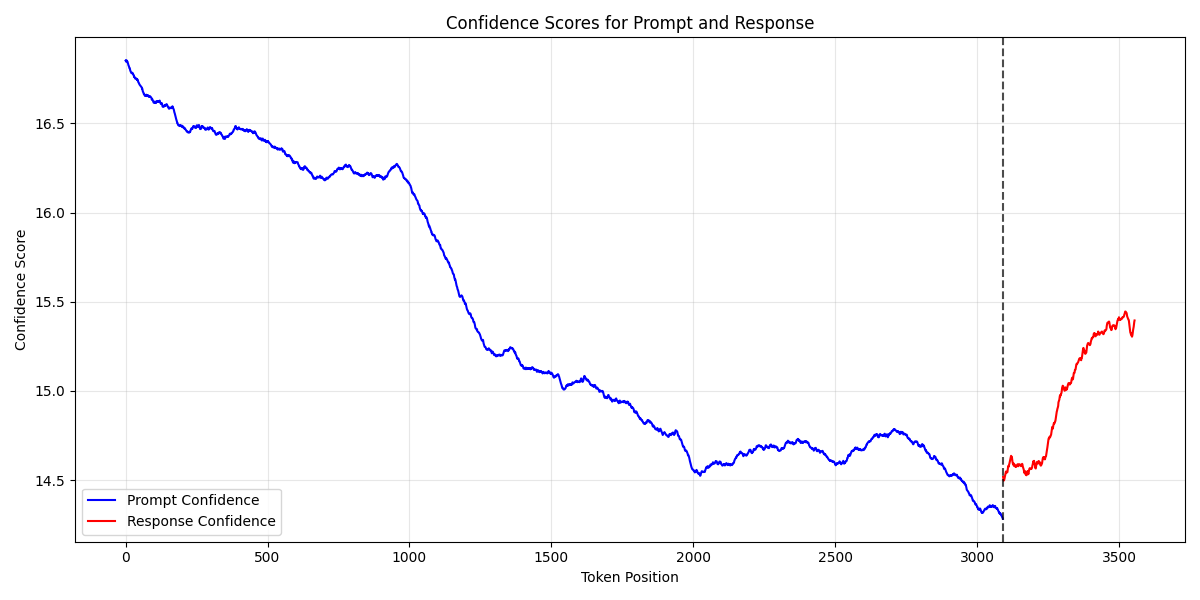 Confidence Scores for Prompt and Response
Confidence Score
16.5
16.0
15.5
15.0
14.5
Prompt Confidence
Response Confidence
0
500
1000
1500
2000
2500
3000
3500
Token Position